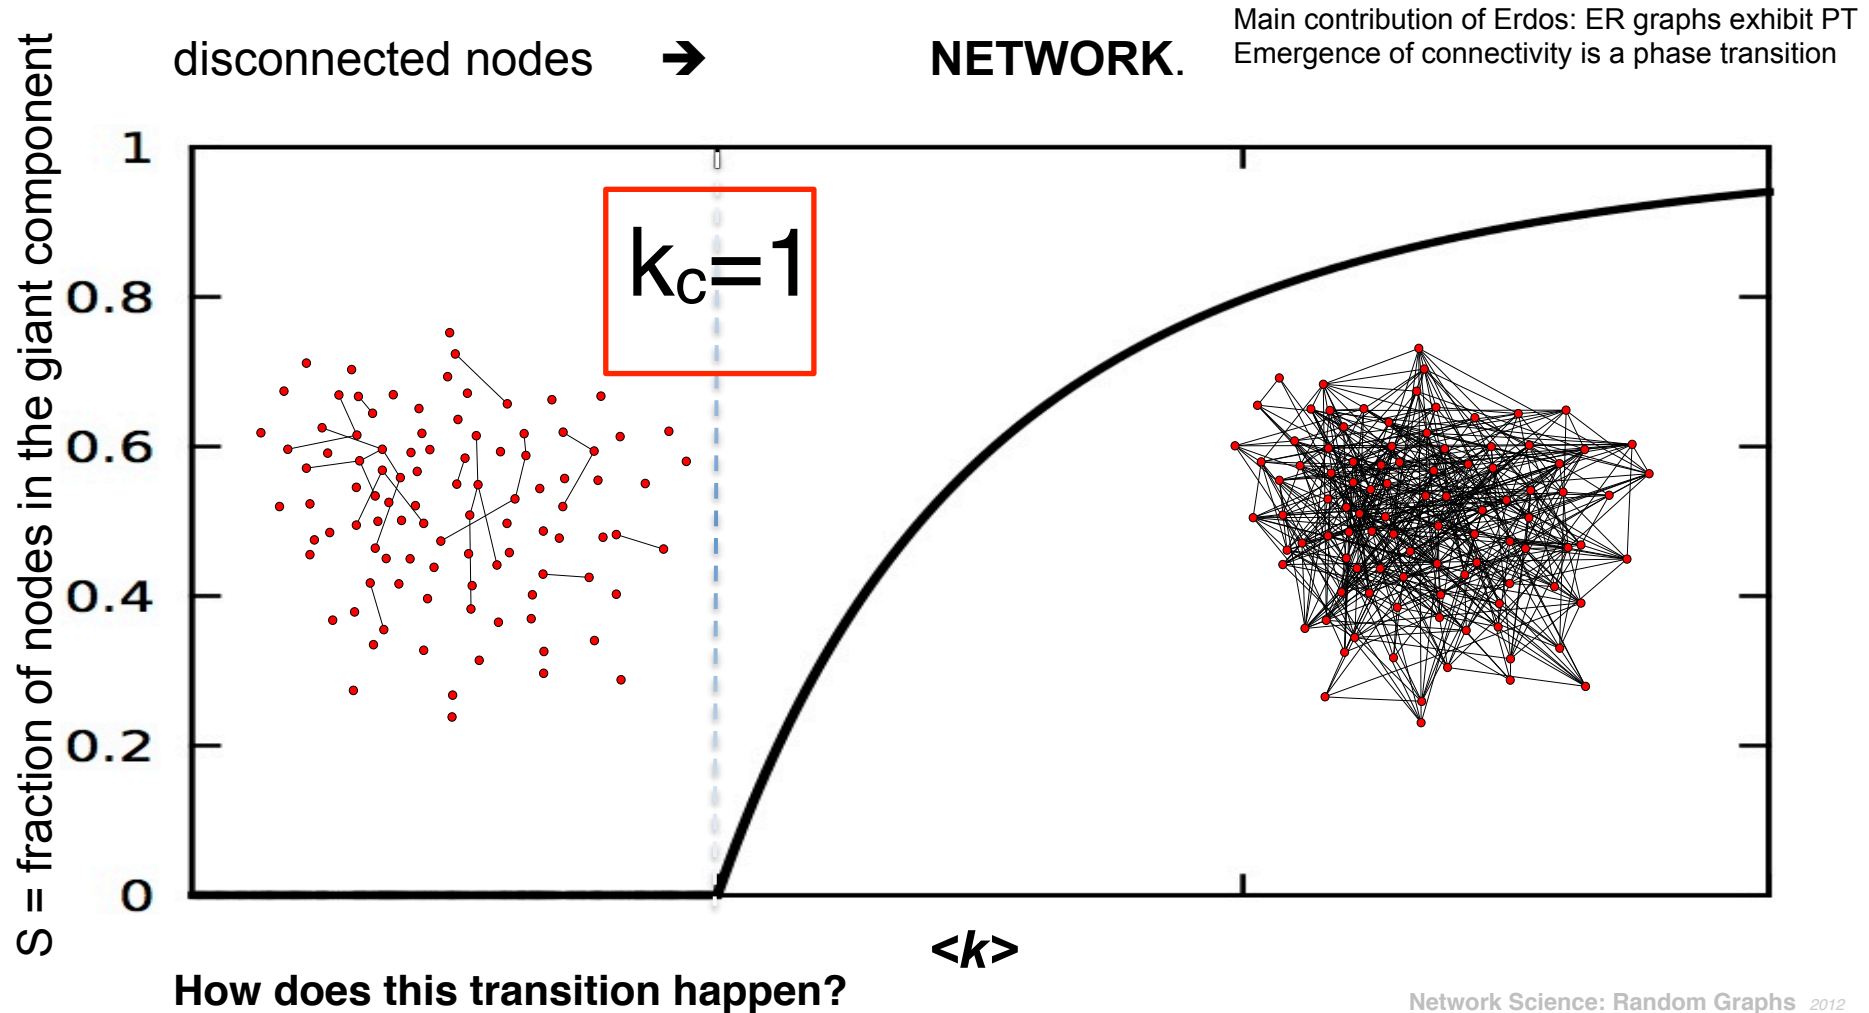 Main contribution of Erdos: ER graphs exhibit PT
Emergence of connectivity is a phase transition
disconnected nodes ➔ NETWORK.
S = fraction of nodes in the giant component
1
0.8
0.6
0.4
0.2
0
kc=1
<k>
How does this transition happen?
Network Science: Random Graphs 2012